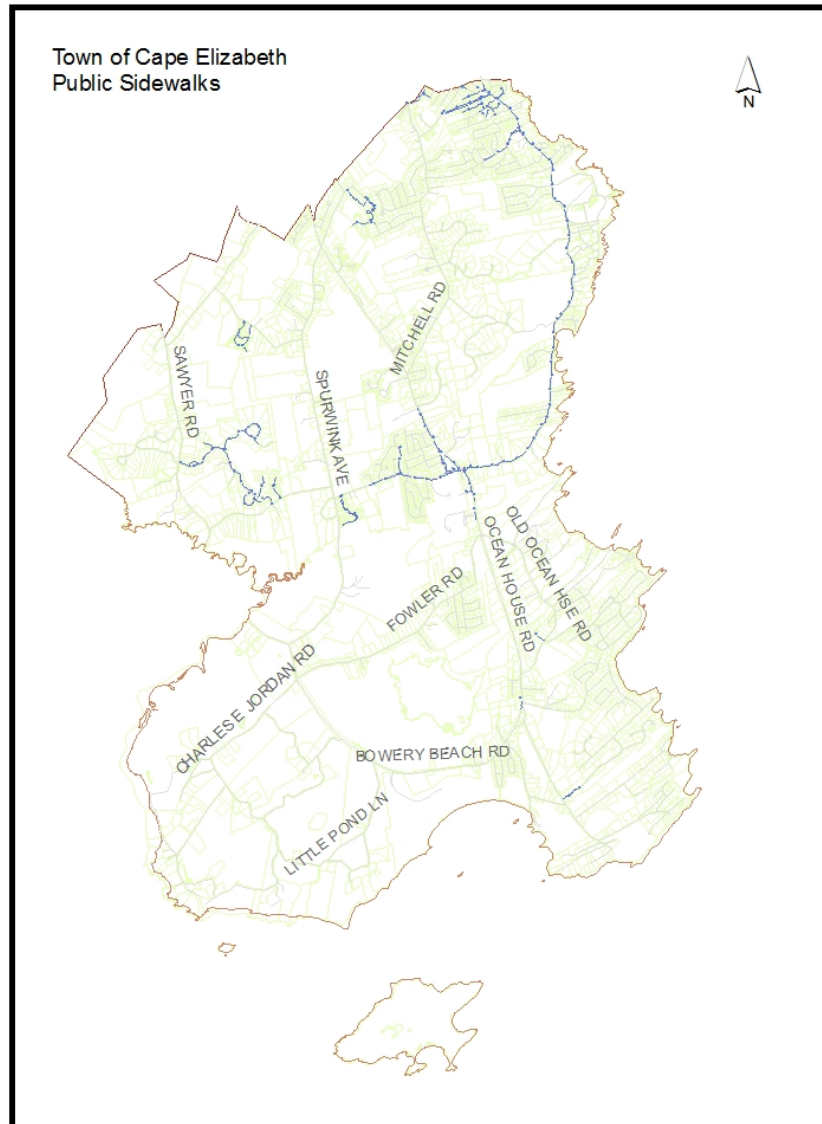 Town of Cape Elizabeth
Public Sidewalks
N
MITCHELL RD
SAWYER RD
SPURWINK AVE
OLD OCEAN HSE RD
OCEAN HOUSE RD
FOWLER RD
CHARLES E JORDAN RD
BOWERY BEACH RD
LITTLE POND LN